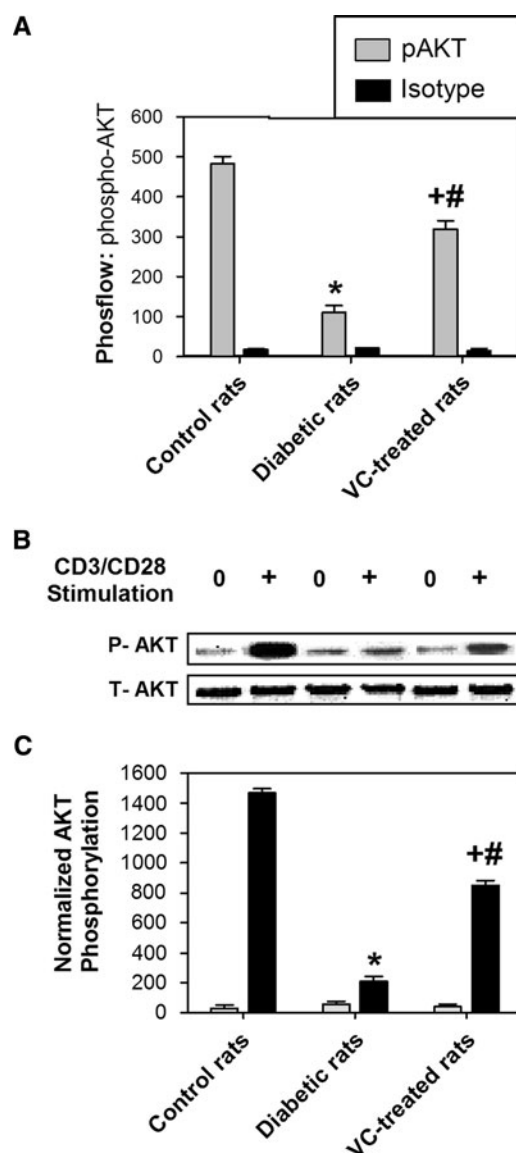 A
pAKT
Isotype
Phosflow: phospho-AKT
600
500
400
300
200
100
0
*
+#
Control rats
Diabetic rats
VC-treated rats
B
CD3/CD28
Stimulation
0 + 0 + 0 +
P- AKT
T- AKT
C
Normalized AKT
Phosphorylation
1600
1400
1200
1000
800
600
400
200
0
*
+#
Control rats
Diabetic rats
VC-treated rats